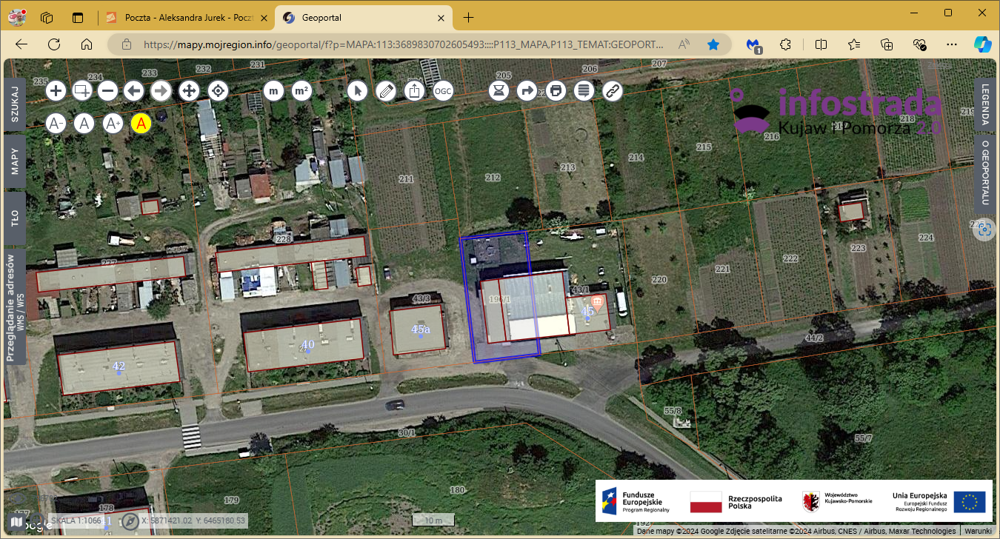 Poczta - Aleksandra Jurek - Poczt
Geoportal
https://mapy.mojregion.info/geoportal/f?p=MAPA:113:3689830702605493::::P113_MAPA.P113_TEMAT:GEOPORT...
1
235
234
233
232
231
205
206
207
m
m²
OGC
A-
A
A+
A
SZUKAJ
MAPY
TŁO
Przeglądanie adresów
WMS / WFS
LEGENDA
O GEOPORTALU
infostrada
Kujaw i Pomorza 2.0
218
219
216
215
214
213
212
211
228
227
220
221
222
223
224
43/3
43/1
45
45a
40
42
44/2
55/8
55/7
30/1
180
179
178
177
192
SKALA 1:1066
X: 5871421.02 Y: 6465180.53
10 m
Fundusze
Europejskie
Program Regionalny
Rzeczpospolita
Polska
Województwo
Kujawsko-Pomorskie
Unia Europejska
Europejski Fundusz
Rozwoju Regionalnego
Dane mapy ©2024 Google Zdjęcie satelitarne ©2024 Airbus, CNES / Airbus, Maxar Technologies
Warunki